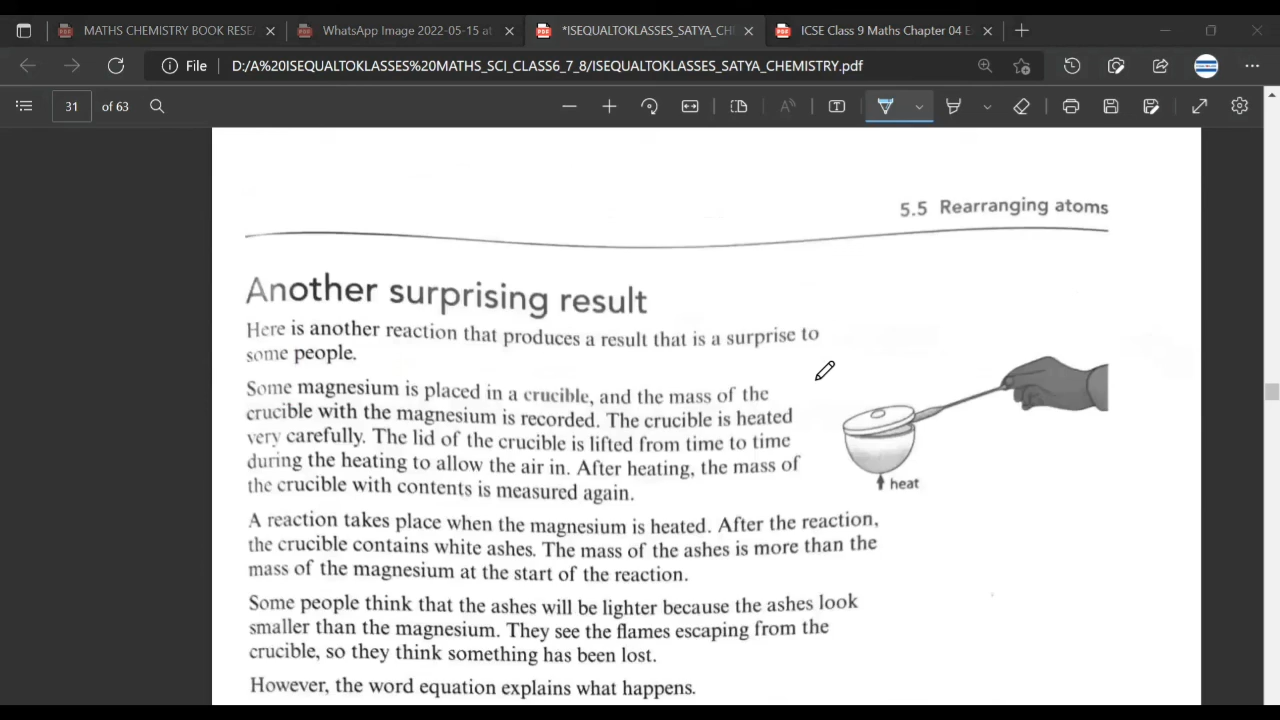 MATHS CHEMISTRY BOOK RESEA
WhatsApp Image 2022-05-15 at
*ISEQUALTOKLASSES_SATYA_CHE
ICSE Class 9 Maths Chapter 04 E
File
D:/A%20ISEQUALTOKLASSES%20MATHS_SCI_CLASS6_7_8/ISEQUALTOKLASSES_SATYA_CHEMISTRY.pdf
31 of 63
5.5 Rearranging atoms
Another surprising result
Here is another reaction that produces a result that is a surprise to
some people.
Some magnesium is placed in a crucible, and the mass of the
crucible with the magnesium is recorded. The crucible is heated
very carefully. The lid of the crucible is lifted from time to time
during the heating to allow the air in. After heating, the mass of
the crucible with contents is measured again.
heat
A reaction takes place when the magnesium is heated. After the reaction,
the crucible contains white ashes. The mass of the ashes is more than the
mass of the magnesium at the start of the reaction.
Some people think that the ashes will be lighter because the ashes look
smaller than the magnesium. They see the flames escaping from the
crucible, so they think something has been lost.
However, the word equation explains what happens.